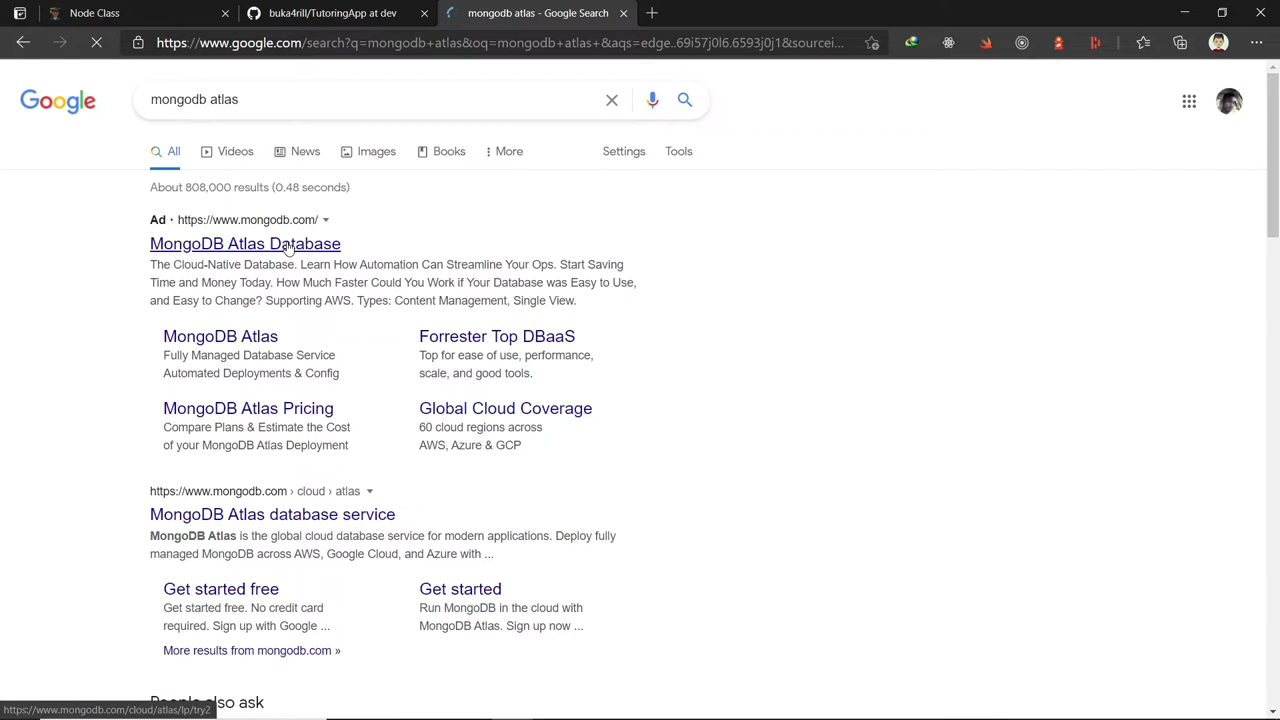 Node Class
buka4rill/TutoringApp at dev
mongodb atlas - Google Search
https://www.google.com/search?q=mongodb+atlas&oq=mongodb+atlas+&aqs=edge..69i57j0l6.6593j0j1&sourcei...
Google
mongodb atlas
All
Videos
News
Images
Books
More
Settings
Tools
About 808,000 results (0.48 seconds)
Ad · https://www.mongodb.com/
MongoDB Atlas Database
The Cloud-Native Database. Learn How Automation Can Streamline Your Ops. Start Saving
Time and Money Today. How Much Faster Could You Work if Your Database was Easy to Use,
and Easy to Change? Supporting AWS. Types: Content Management, Single View.
MongoDB Atlas
Fully Managed Database Service
Automated Deployments & Config
Forrester Top DBaaS
Top for ease of use, performance,
scale, and good tools.
MongoDB Atlas Pricing
Compare Plans & Estimate the Cost
of your MongoDB Atlas Deployment
Global Cloud Coverage
60 cloud regions across
AWS, Azure & GCP
https://www.mongodb.com › cloud › atlas
MongoDB Atlas database service
MongoDB Atlas is the global cloud database service for modern applications. Deploy fully
managed MongoDB across AWS, Google Cloud, and Azure with ...
Get started free
Get started free. No credit card
required. Sign up with Google ...
Get started
Run MongoDB in the cloud with
MongoDB Atlas. Sign up now ...
More results from mongodb.com »
People also ask
https://www.mongodb.com/cloud/atlas/lp/try2